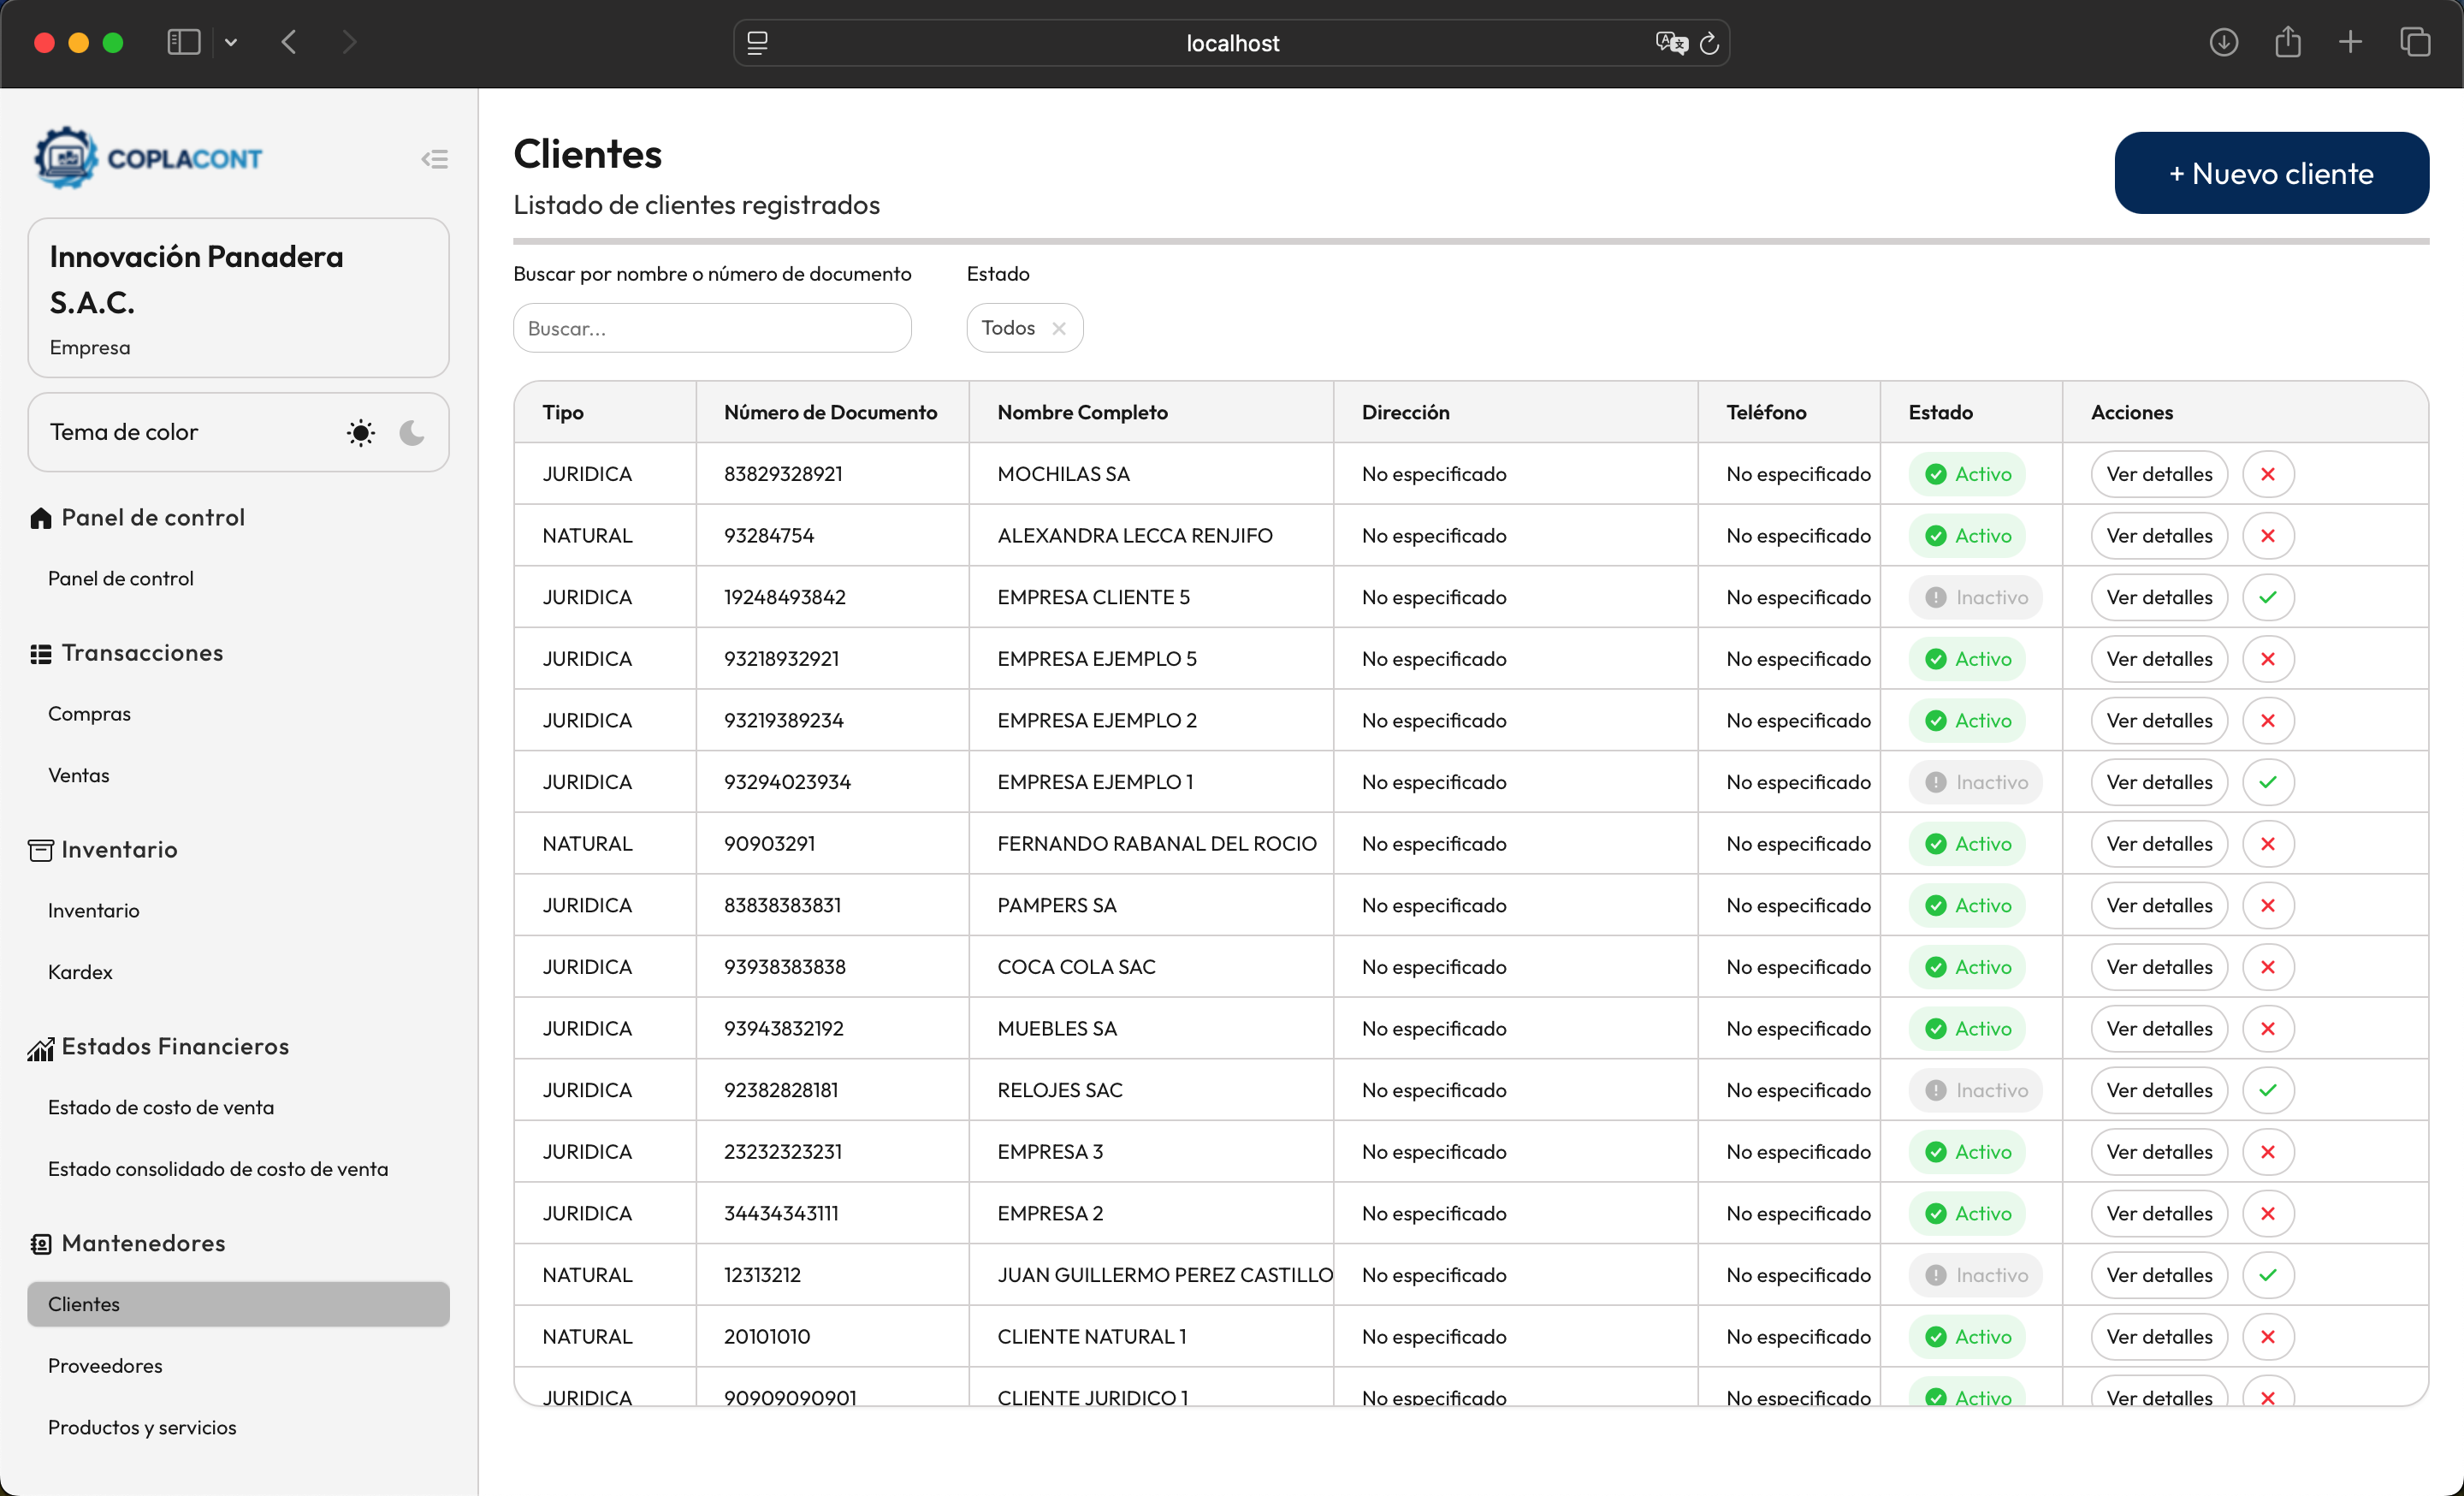 localhost
COPLACONT
Innovación Panadera
S.A.C.
Empresa
Tema de color
Panel de control
Panel de control
Transacciones
Compras
Ventas
Inventario
Inventario
Kardex
Estados Financieros
Estado de costo de venta
Estado consolidado de costo de venta
Mantenedores
Clientes
Proveedores
Productos y servicios
Clientes
Listado de clientes registrados
+ Nuevo cliente
Buscar por nombre o número de documento Estado
Buscar... Todos
Tipo Número de Documento Nombre Completo Dirección Teléfono Estado Acciones
JURIDICA 83829328921 MOCHILAS SA No especificado No especificado Activo Ver detalles
NATURAL 93284754 ALEXANDRA LECCA RENJIFO No especificado No especificado Activo Ver detalles
JURIDICA 19248493842 EMPRESA CLIENTE 5 No especificado No especificado Inactivo Ver detalles
JURIDICA 93218932921 EMPRESA EJEMPLO 5 No especificado No especificado Activo Ver detalles
JURIDICA 93219389234 EMPRESA EJEMPLO 2 No especificado No especificado Activo Ver detalles
JURIDICA 93294023934 EMPRESA EJEMPLO 1 No especificado No especificado Inactivo Ver detalles
NATURAL 90903291 FERNANDO RABANAL DEL ROCIO No especificado No especificado Activo Ver detalles
JURIDICA 83838383831 PAMPERS SA No especificado No especificado Activo Ver detalles
JURIDICA 93938383838 COCA COLA SAC No especificado No especificado Activo Ver detalles
JURIDICA 93943832192 MUEBLES SA No especificado No especificado Activo Ver detalles
JURIDICA 92382828181 RELOJES SAC No especificado No especificado Inactivo Ver detalles
JURIDICA 23232323231 EMPRESA 3 No especificado No especificado Activo Ver detalles
JURIDICA 34434343111 EMPRESA 2 No especificado No especificado Activo Ver detalles
NATURAL 12313212 JUAN GUILLERMO PEREZ CASTILLO No especificado No especificado Inactivo Ver detalles
NATURAL 20101010 CLIENTE NATURAL 1 No especificado No especificado Activo Ver detalles
JURIDICA 90909090901 CLIENTE JURIDICO 1 No especificado No especificado Activo Ver detalles